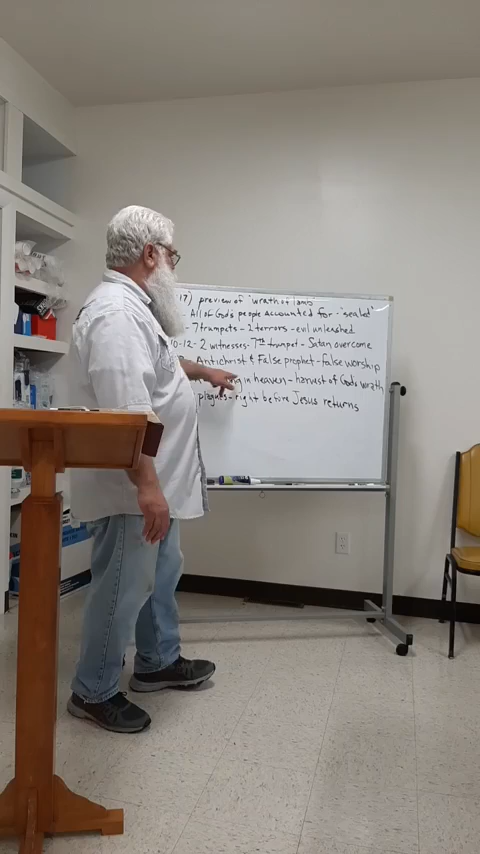 17) preview of "wrath of lamb"
- All of God's people accounted for - "sealed"
- 7 trumpets - 2 terrors - evil unleashed
10-12 - 2 witnesses - 7th trumpet - Satan overcome
- Antichrist & False prophet - false worship
in heaven - harvest of God's wrath
plagues - right before Jesus returns